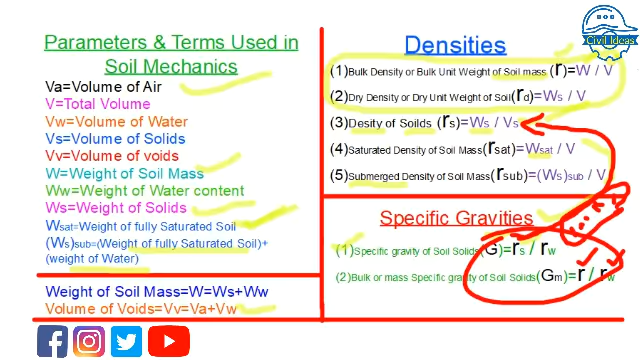 Parameters & Terms Used in
Soil Mechanics
Va=Volume of Air
V=Total Volume
Vw=Volume of Water
Vs=Volume of Solids
Vv=Volume of voids
W=Weight of Soil Mass
Ww=Weight of Water content
Ws=Weight of Solids
Wsat=Weight of fully Saturated Soil
(Ws)sub=(Weight of fully Saturated Soil)+
(weight of Water)
Weight of Soil Mass=W=Ws+Ww
Volume of Voids=Vv=Va+Vw
Densities
(1)Bulk Density or Bulk Unit Weight of Soil mass(r)=W / V
(2)Dry Density or Dry Unit Weight of Soil(rd)=Ws / V
(3)Desity of Soilds (rs)=Ws / Vs
(4)Saturated Density of Soil Mass(rsat)=Wsat / V
(5)Submerged Density of Soil Mass(rsub)=(Ws)sub / V
Specific Gravities
(1)Specific gravity of Soil Solids(G)=rs / rw
(2)Bulk or mass Specific gravity of Soil Solids(Gm)=r / rw
Civil Ideas